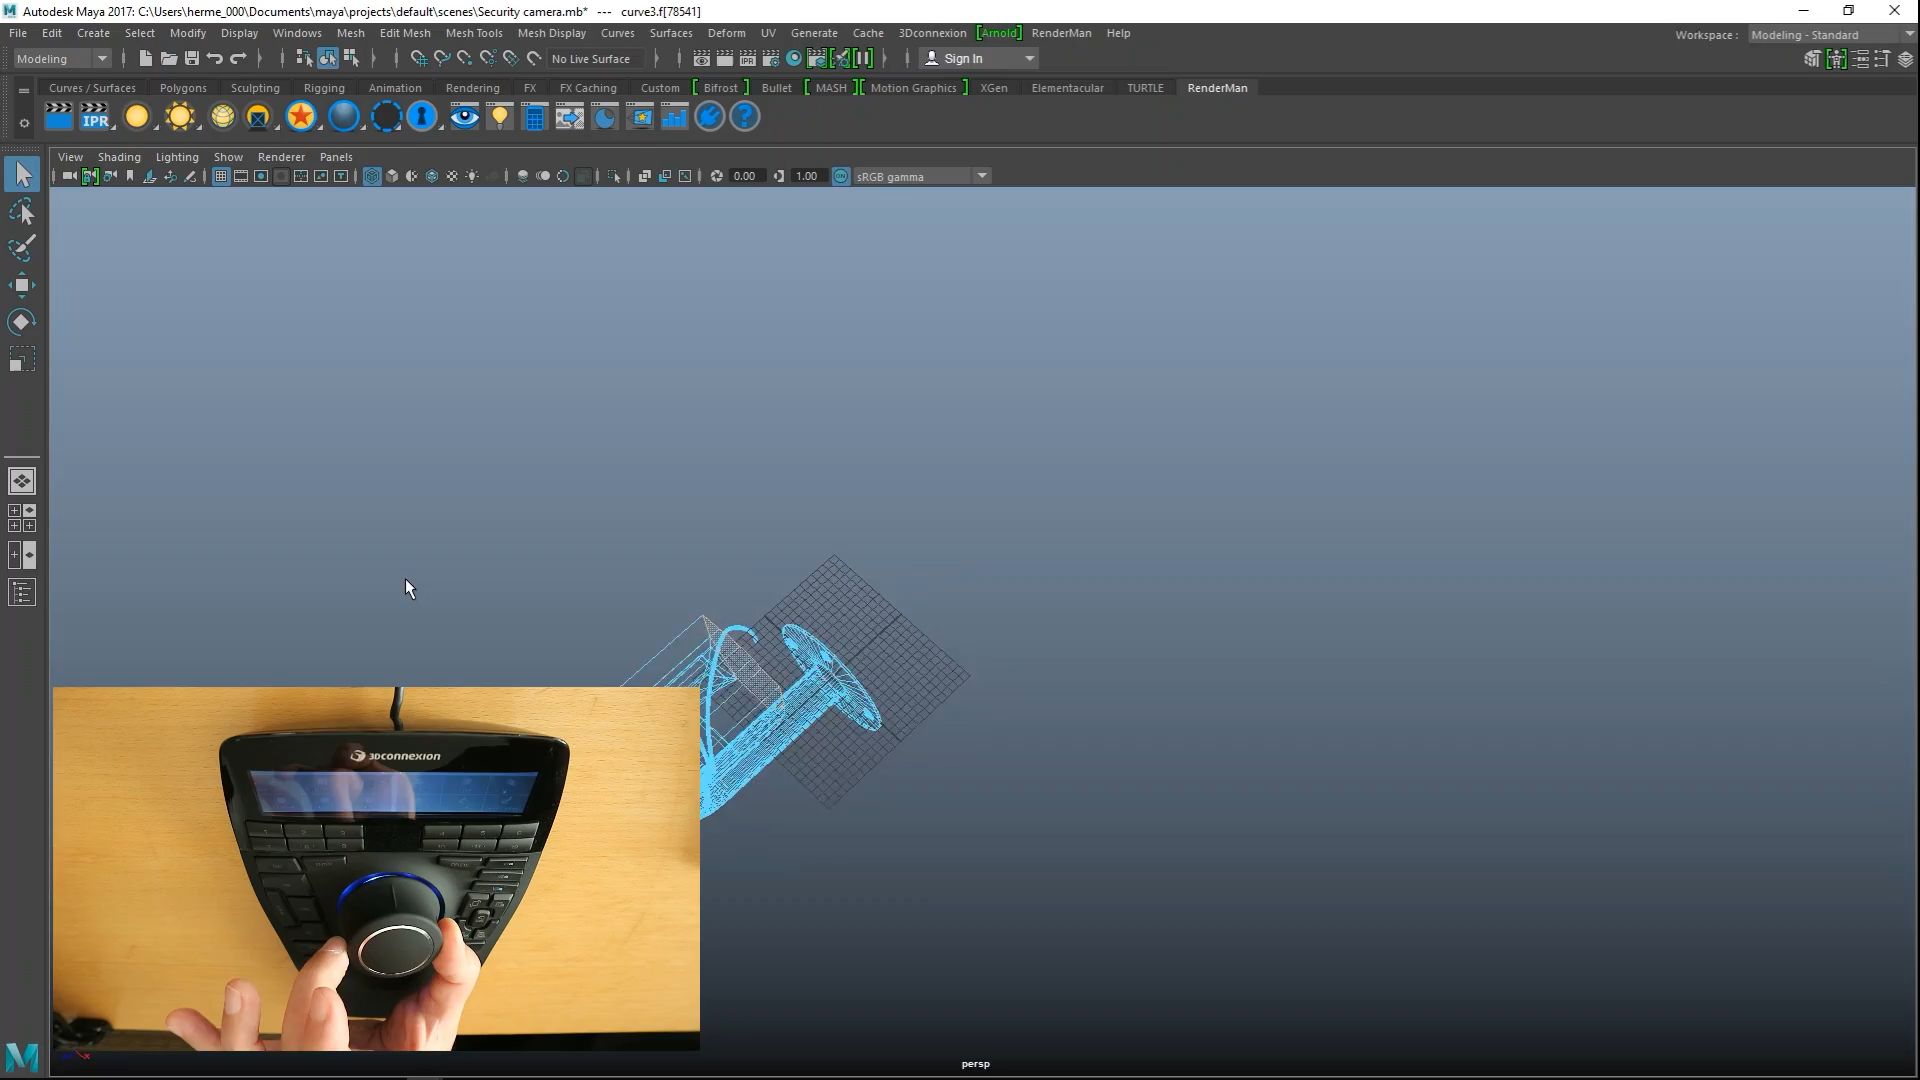 Autodesk Maya 2017: C:\Users\herme_000\Documents\maya\projects\default\scenes\Security camera.mb*   ---   curve3.f[78541]
File Edit Create Select Modify Display Windows Mesh Edit Mesh Mesh Tools Mesh Display Curves Surfaces Deform UV Generate Cache 3Dconnexion [Arnold] RenderMan Help
Workspace : Modeling - Standard
Modeling No Live Surface IPR Sign In
Curves / Surfaces Polygons Sculpting Rigging Animation Rendering FX FX Caching Custom [ Bifrost ] Bullet [ MASH ][ Motion Graphics ] XGen Elementacular TURTLE RenderMan
IPR
View Shading Lighting Show Renderer Panels
0.00 1.00 ON sRGB gamma
3Dconnexion
persp